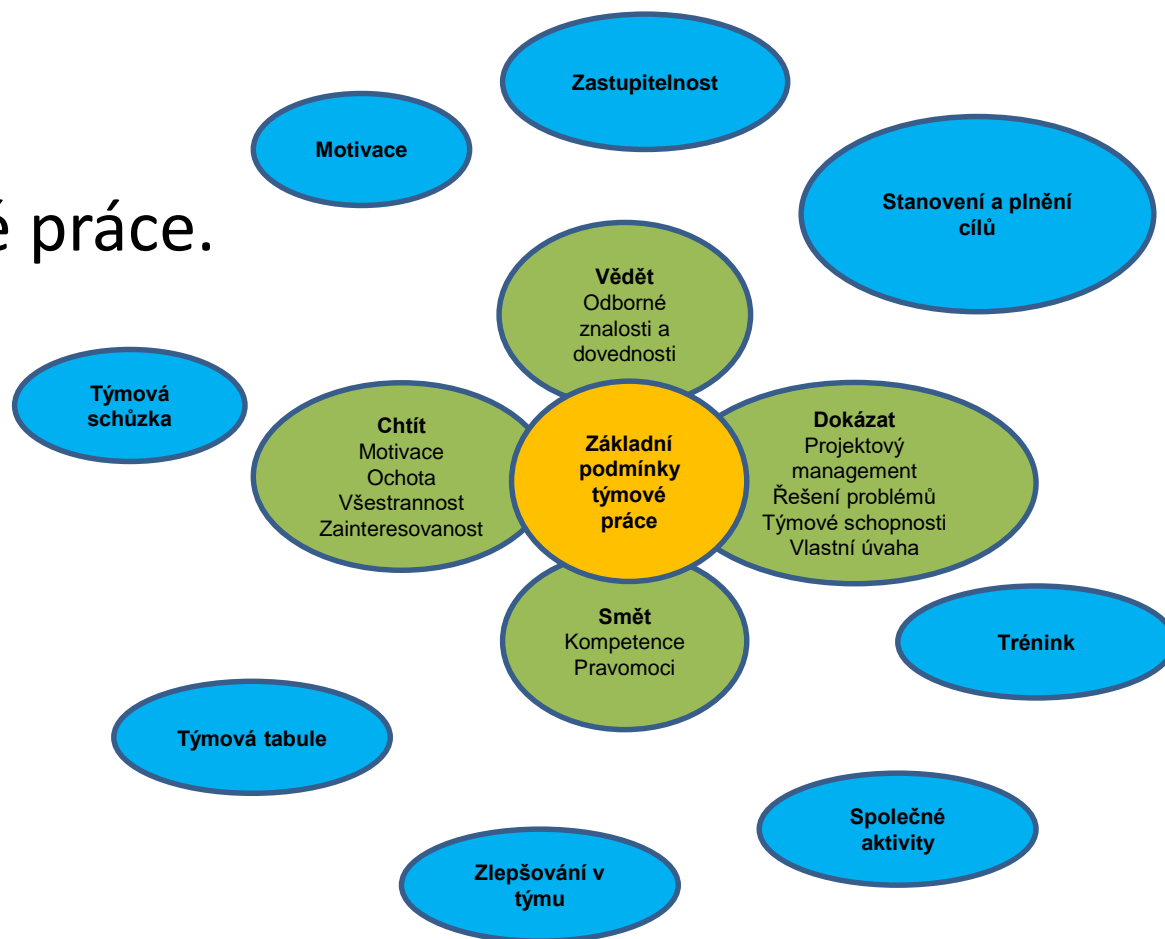 Zastupitelnost
Motivace
Stanovení a plnění
cílů
é práce.
Vědět
Odborné
znalosti a
dovednosti
Týmová
schůzka
Chtít
Motivace
Ochota
Všestrannost
Zainteresovanost
Základní
podmínky
týmové
práce
Dokázat
Projektový
management
Řešení problémů
Týmové schopnosti
Vlastní úvaha
Smět
Kompetence
Pravomoci
Trénink
Týmová tabule
Společné
aktivity
Zlepšování v
týmu